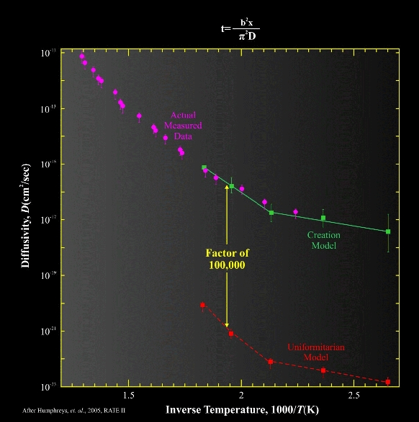 t= b²x
π²D
Diffusivity, D(cm²/sec)
Actual
Measured
Data
Creation
Model
Factor of
100,000
Uniformitarian
Model
1.5
2
2.5
Inverse Temperature, 1000/T(K)
After Humphreys, et. al., 2005, RATE II